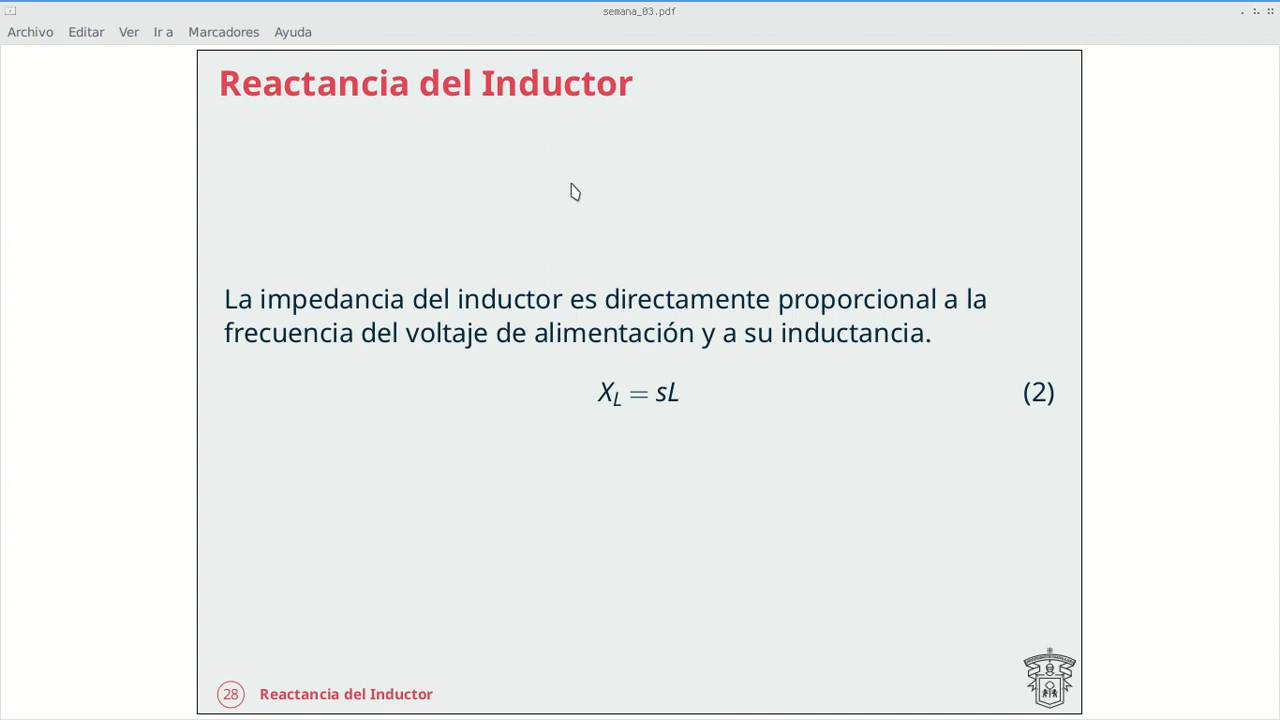 semana_03.pdf
Archivo Editar Ver Ir a Marcadores Ayuda
Reactancia del Inductor
La impedancia del inductor es directamente proporcional a la
frecuencia del voltaje de alimentación y a su inductancia.
X_L = sL (2)
28 Reactancia del Inductor